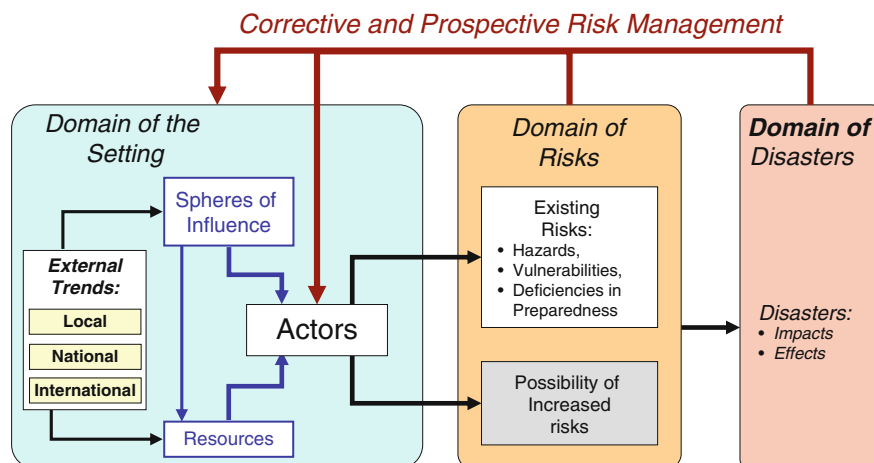 Corrective and Prospective Risk Management
Domain of the
Setting
Spheres of
Influence
External
Trends:
Local
National
International
Actors
Resources
Domain of
Risks
Existing
Risks:
• Hazards,
• Vulnerabilities,
• Deficiencies in
Preparedness
Possibility of
Increased
risks
Domain of
Disasters
Disasters:
• Impacts
• Effects